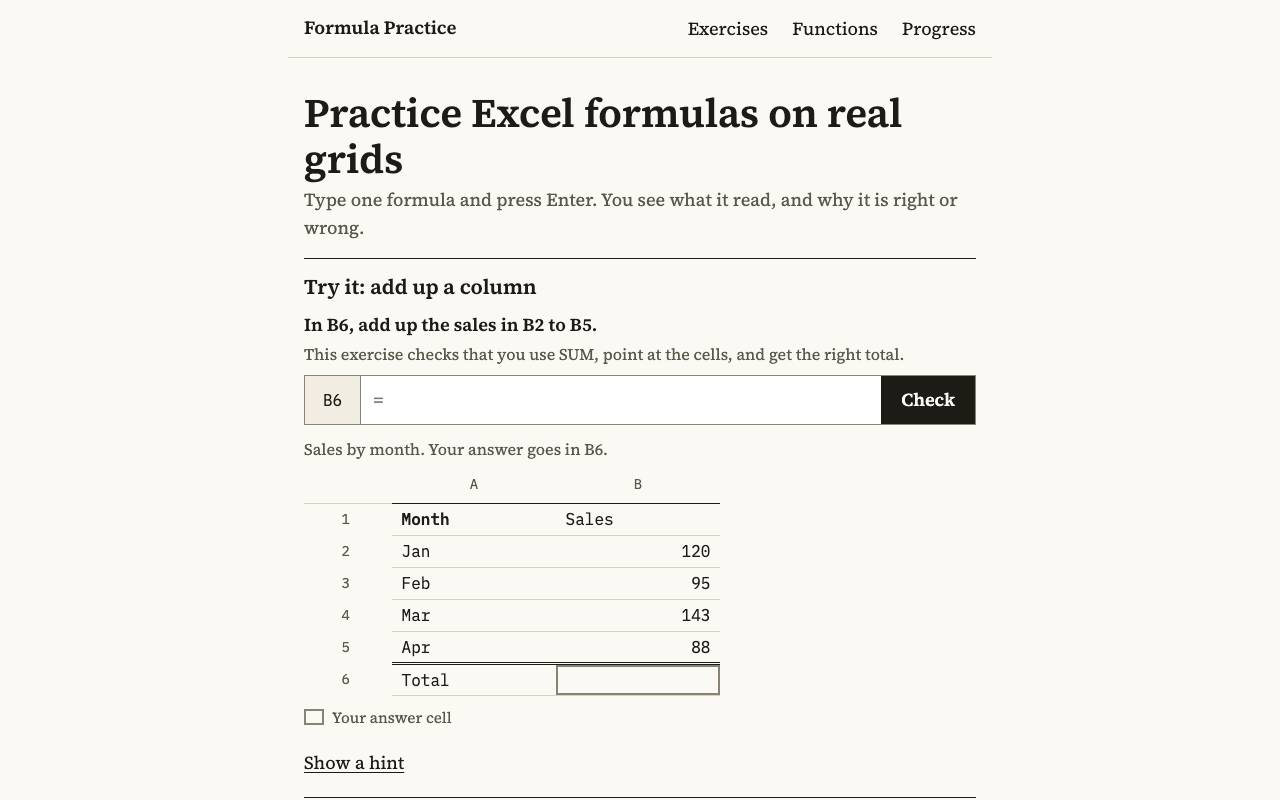 Formula Practice
Exercises Functions Progress
Practice Excel formulas on real
grids
Type one formula and press Enter. You see what it read, and why it is right or
wrong.
Try it: add up a column
In B6, add up the sales in B2 to B5.
This exercise checks that you use SUM, point at the cells, and get the right total.
B6 = Check
Sales by month. Your answer goes in B6.
A B
1 Month Sales
2 Jan 120
3 Feb 95
4 Mar 143
5 Apr 88
6 Total
Your answer cell
Show a hint